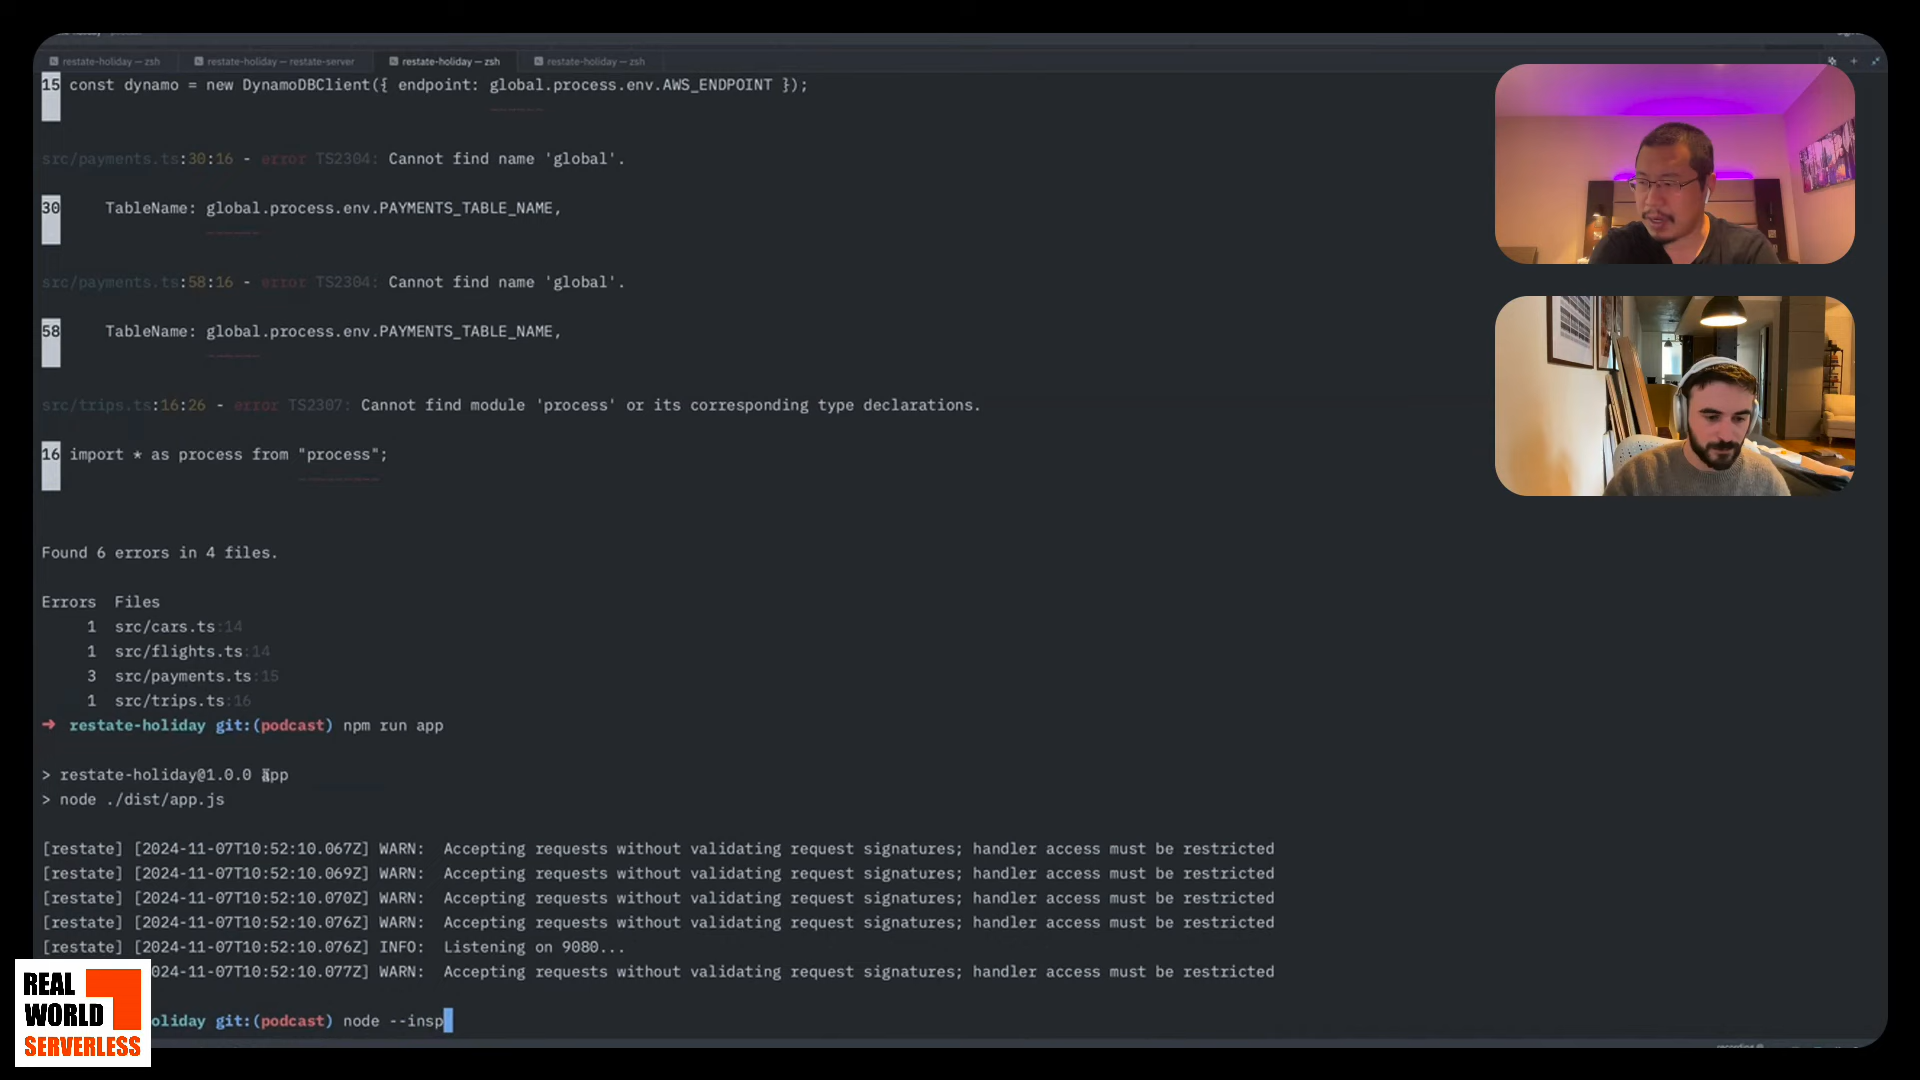 restate-holiday — zsh
restate-holiday — restate-server
restate-holiday — zsh
restate-holiday — zsh
15 const dynamo = new DynamoDBClient({ endpoint: global.process.env.AWS_ENDPOINT });
src/payments.ts:30:16 - error TS2304: Cannot find name 'global'.
30 TableName: global.process.env.PAYMENTS_TABLE_NAME,
src/payments.ts:58:16 - error TS2304: Cannot find name 'global'.
58 TableName: global.process.env.PAYMENTS_TABLE_NAME,
src/trips.ts:16:26 - error TS2307: Cannot find module 'process' or its corresponding type declarations.
16 import * as process from "process";
Found 6 errors in 4 files.
Errors Files
1 src/cars.ts:14
1 src/flights.ts:14
3 src/payments.ts:15
1 src/trips.ts:16
➜ restate-holiday git:(podcast) npm run app
> restate-holiday@1.0.0 app
> node ./dist/app.js
[restate] [2024-11-07T10:52:10.067Z] WARN: Accepting requests without validating request signatures; handler access must be restricted
[restate] [2024-11-07T10:52:10.069Z] WARN: Accepting requests without validating request signatures; handler access must be restricted
[restate] [2024-11-07T10:52:10.070Z] WARN: Accepting requests without validating request signatures; handler access must be restricted
[restate] [2024-11-07T10:52:10.076Z] WARN: Accepting requests without validating request signatures; handler access must be restricted
[restate] [2024-11-07T10:52:10.076Z] INFO: Listening on 9080...
024-11-07T10:52:10.077Z] WARN: Accepting requests without validating request signatures; handler access must be restricted
oliday git:(podcast) node --insp
REAL
WORLD
SERVERLESS